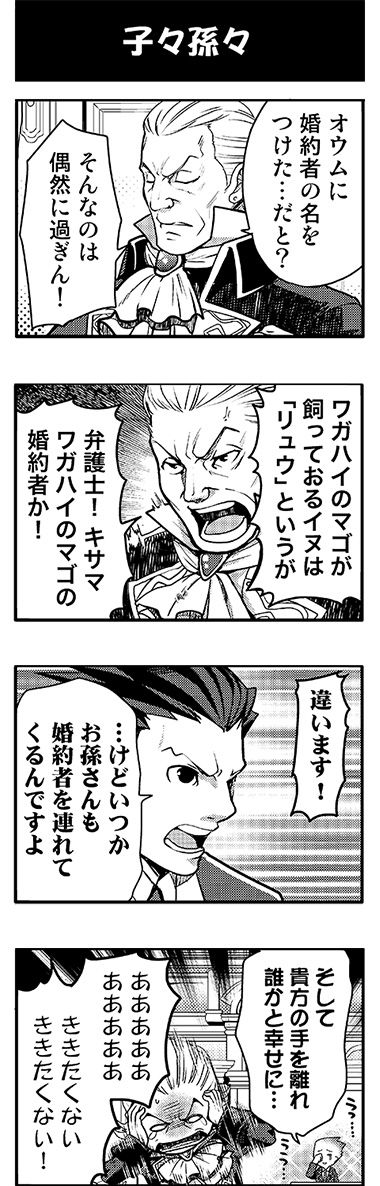 子々孫々
オウムに
婚約者の名を
つけた…だと?
そんなのは
偶然に過ぎん!
ワガハイのマゴが
飼っておるイヌは
「リュウ」というが
弁護士!キサマ
ワガハイのマゴの
婚約者か!
違います!
…けどいつか
お孫さんも
婚約者を連れて
くるんですよ
そして
貴方の手を離れ
誰かと幸せに…
あああああ
あああああ
ききたくない
ききたくない!